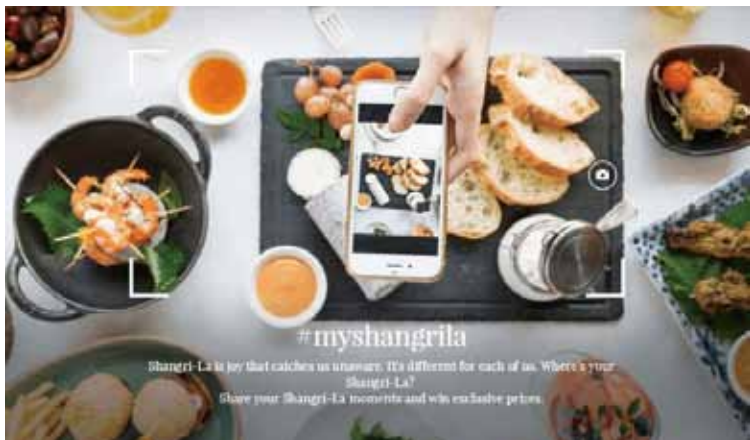 #myshangrila
Shangri-La is joy that catches us unaware. It's different for each of us. Where's your
Shangri-La?
Share your Shangri-La moments and win exclusive prizes.